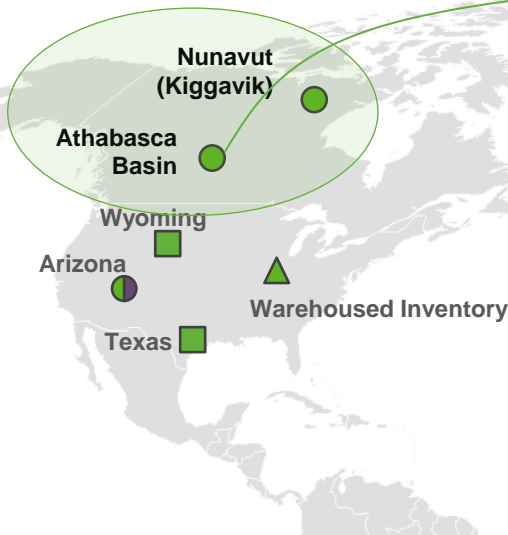 Nunavut
(Kiggavik)
Athabasca
Basin
Wyoming
Arizona
Warehoused Inventory
Texas